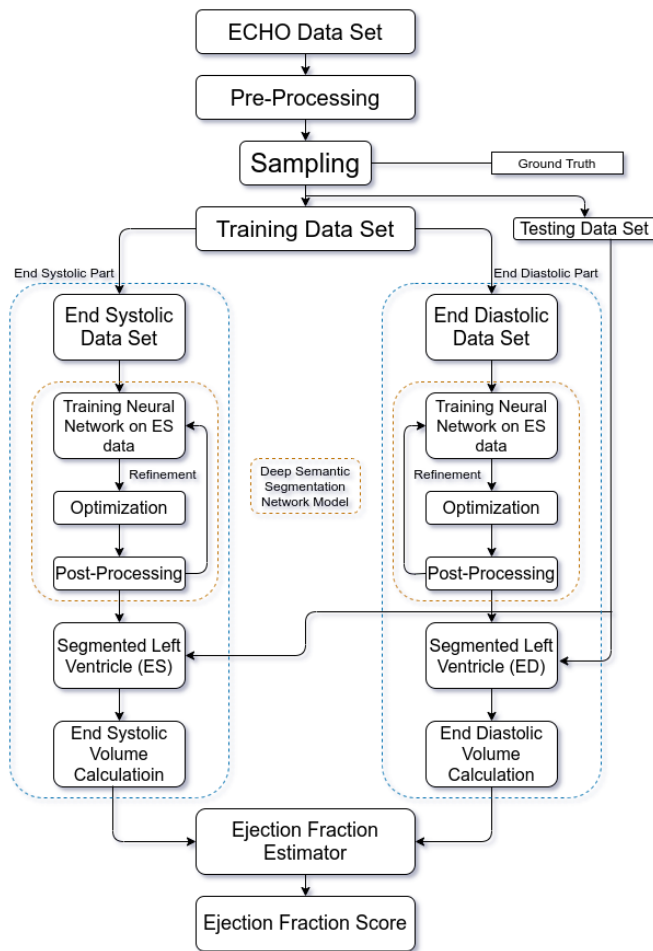 ECHO Data Set
Pre-Processing
Sampling
Ground Truth
Training Data Set
Testing Data Set
End Systolic Part
End Diastolic Part
End Systolic
Data Set
End Diastolic
Data Set
Training Neural
Network on ES
data
Training Neural
Network on ES
data
Refinement
Deep Semantic
Segmentation
Network Model
Refinement
Optimization
Optimization
Post-Processing
Post-Processing
Segmented Left
Ventricle (ES)
Segmented Left
Ventricle (ED)
End Systolic
Volume
Calculatioin
End Diastolic
Volume
Calculation
Ejection Fraction
Estimator
Ejection Fraction Score